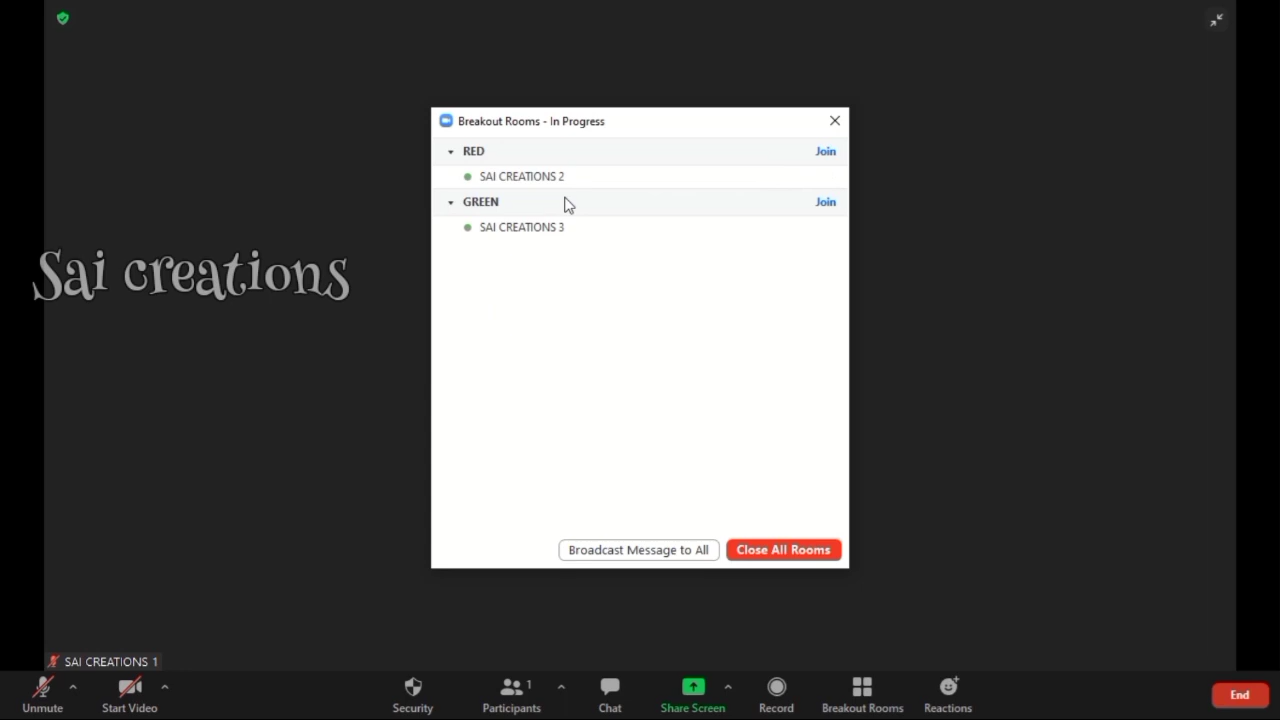 Breakout Rooms - In Progress
RED Join
SAI CREATIONS 2
GREEN Join
SAI CREATIONS 3
Sai creations
Broadcast Message to All Close All Rooms
SAI CREATIONS 1
Unmute Start Video Security Participants 1 Chat Share Screen Record Breakout Rooms Reactions End